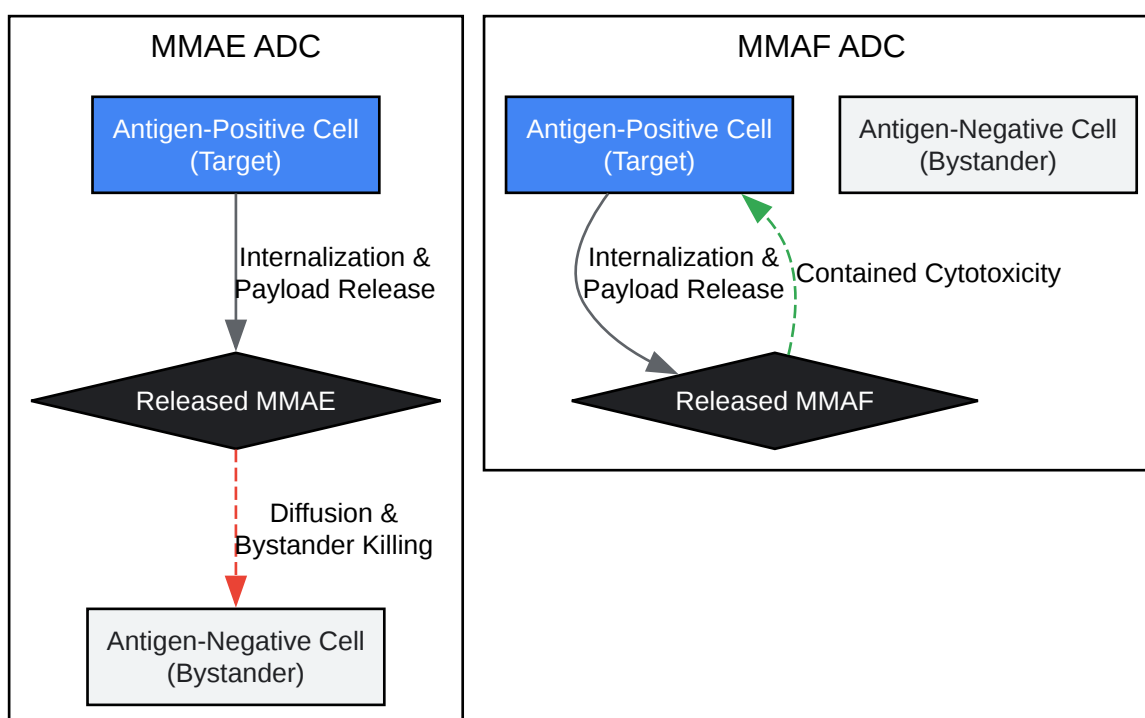 MMAE ADC
Antigen-Positive Cell
(Target)
Internalization &
Payload Release
Released MMAE
Diffusion &
Bystander Killing
Antigen-Negative Cell
(Bystander)
MMAF ADC
Antigen-Positive Cell
(Target)
Antigen-Negative Cell
(Bystander)
Internalization &
Payload Release
Contained Cytotoxicity
Released MMAF